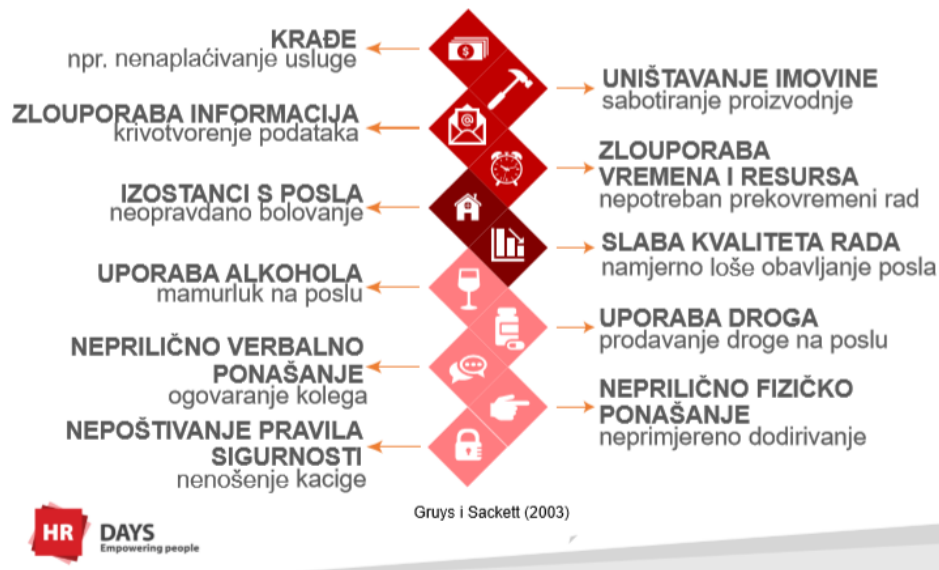 KRAĐE
npr. nenaplaćivanje usluge
UNIŠTAVANJE IMOVINE
sabotiranje proizvodnje
ZLOUPORABA INFORMACIJA
krivotvorenje podataka
ZLOUPORABA
VREMENA I RESURSA
nepotreban prekovremeni rad
IZOSTANCI S POSLA
neopravdano bolovanje
SLABA KVALITETA RADA
namjerno loše obavljanje posla
UPORABA ALKOHOLA
mamurluk na poslu
UPORABA DROGA
prodavanje droge na poslu
NEPRILIČNO VERBALNO
PONAŠANJE
ogovaranje kolega
NEPRILIČNO FIZIČKO
PONAŠANJE
neprimjereno dodirivanje
NEPOŠTIVANJE PRAVILA
SIGURNOSTI
nenošenje kacige
Gruys i Sackett (2003)
HR DAYS
Empowering people